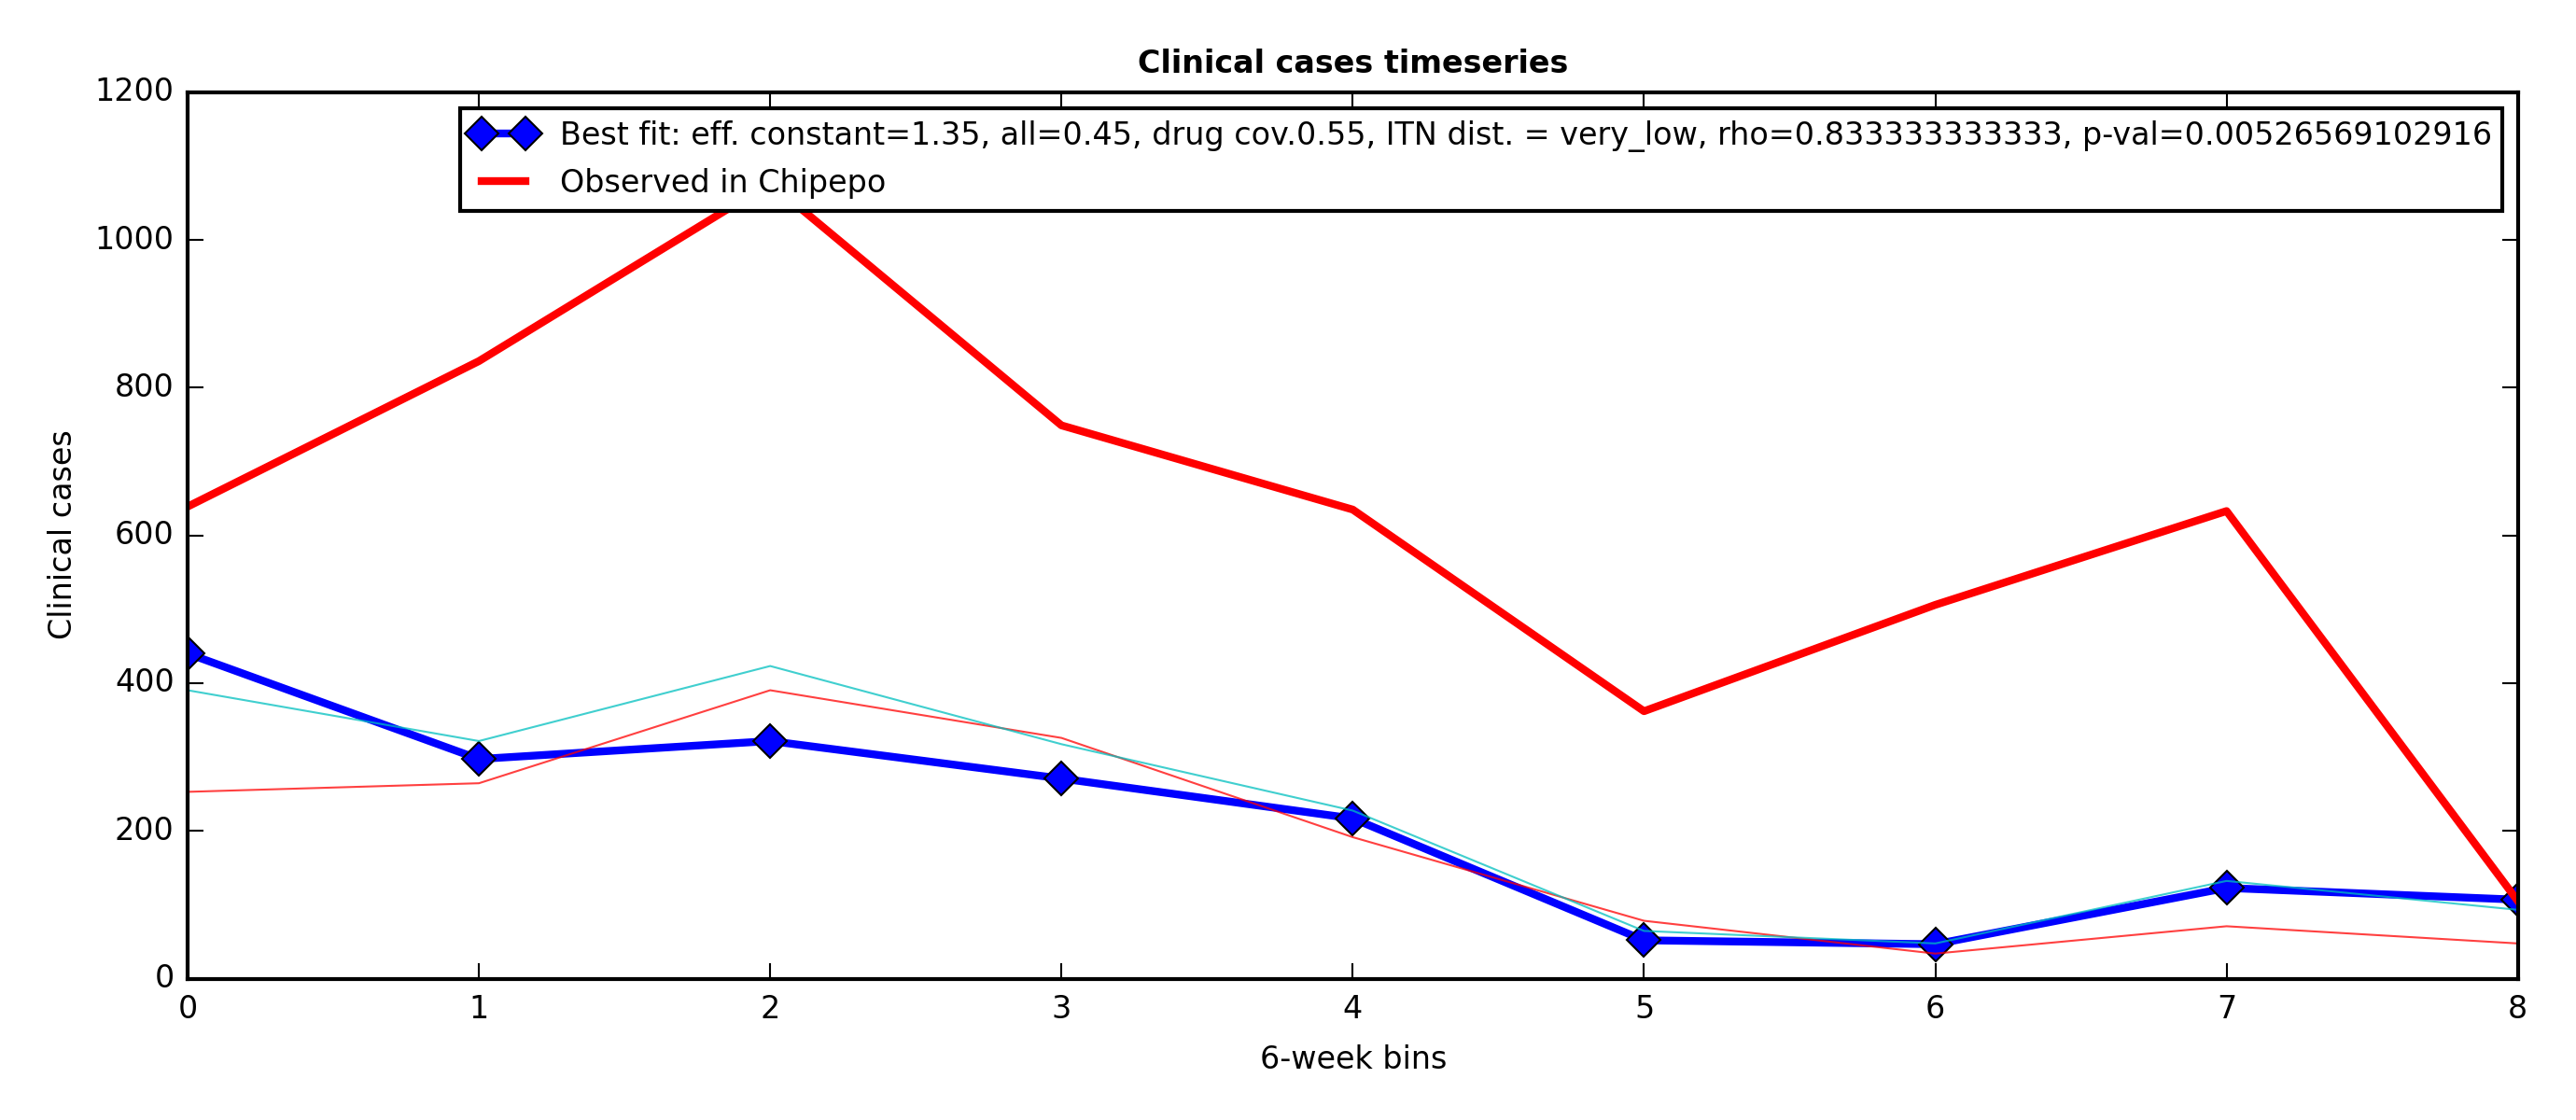 Clinical cases timeseries
Best fit: eff. constant=1.35, all=0.45, drug cov.0.55, ITN dist. = very_low, rho=0.833333333333, p-val=0.00526569102916
Observed in Chipepo
Clinical cases
1200
1000
800
600
400
200
0
0 1 2 3 4 5 6 7 8
6-week bins